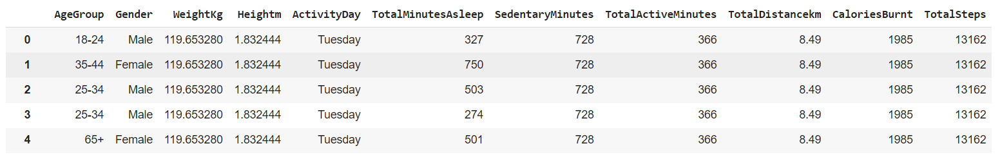 AgeGroup Gender WeightKg Heightm ActivityDay TotalMinutesAsleep SedentaryMinutes TotalActiveMinutes TotalDistancekm CaloriesBurnt TotalSteps
0 18-24 Male 119.653280 1.832444 Tuesday 327 728 366 8.49 1985 13162
1 35-44 Female 119.653280 1.832444 Tuesday 750 728 366 8.49 1985 13162
2 25-34 Male 119.653280 1.832444 Tuesday 503 728 366 8.49 1985 13162
3 25-34 Male 119.653280 1.832444 Tuesday 274 728 366 8.49 1985 13162
4 65+ Female 119.653280 1.832444 Tuesday 501 728 366 8.49 1985 13162